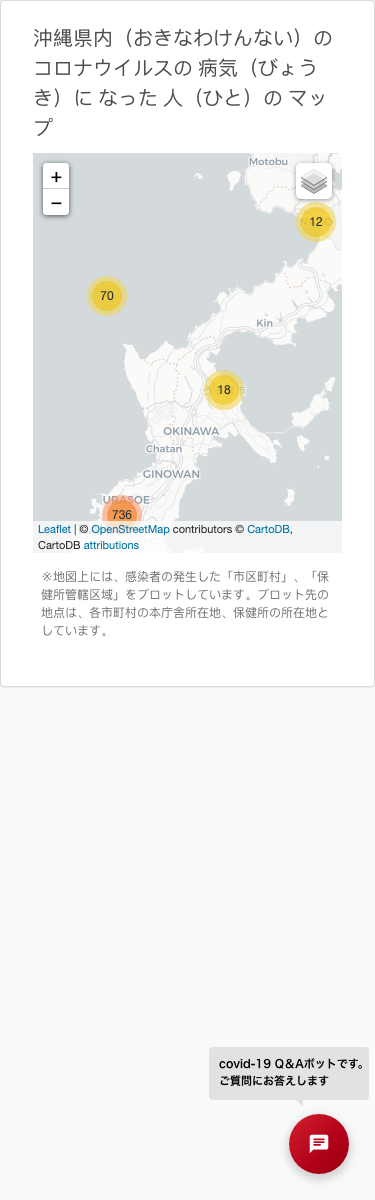 沖縄県内（おきなわけんない）の
コロナウイルスの 病気（びょう
き）に なった 人（ひと）の マッ
プ
+
−
Motobu
12
70
Kin
18
OKINAWA
Chatan
GINOWAN
URASOE
736
Leaflet | © OpenStreetMap contributors © CartoDB,
CartoDB attributions
※地図上には、感染者の発生した「市区町村」、「保
健所管轄区域」をプロットしています。プロット先の
地点は、各市町村の本庁舎所在地、保健所の所在地と
しています。
covid-19 Q&Aボットです。
ご質問にお答えします